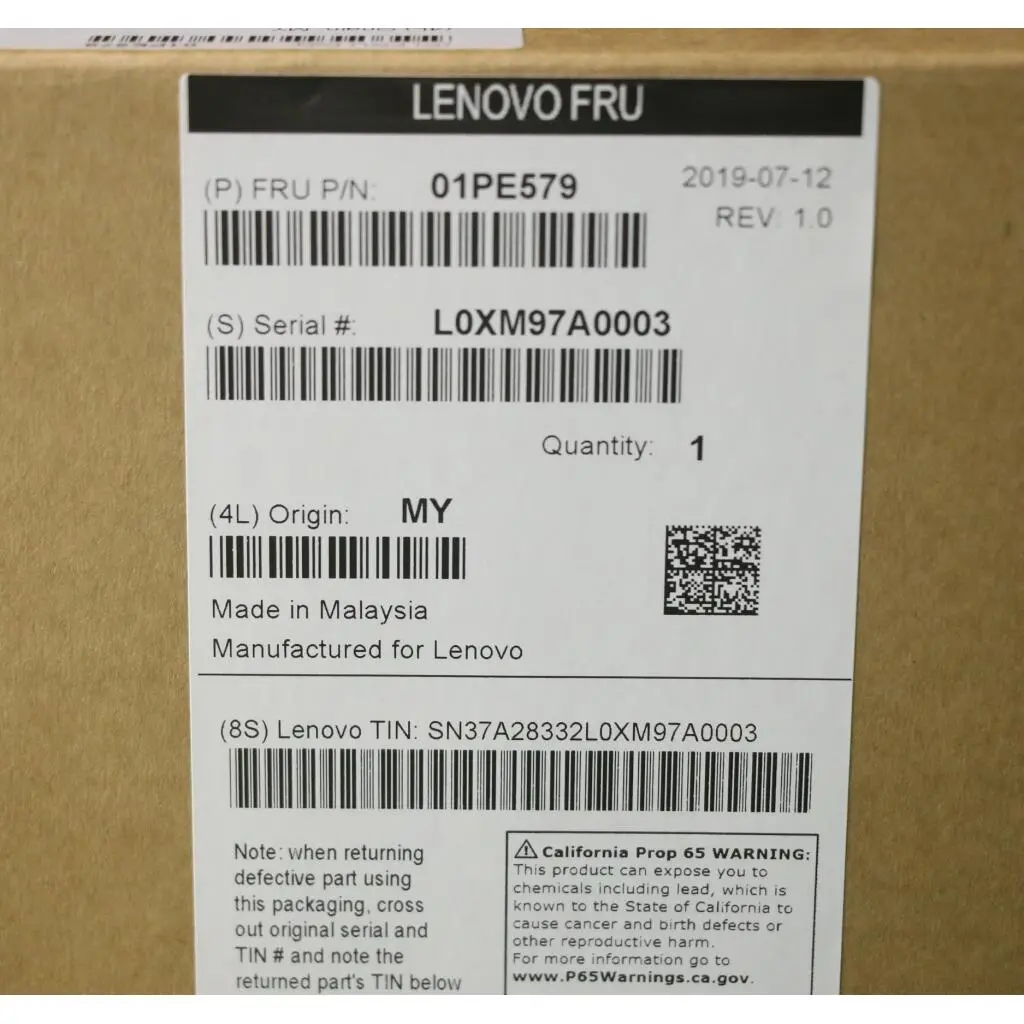 LENOVO FRU
(P) FRU P/N: 01PE579
2019-07-12
REV: 1.0
(S) Serial #: L0XM97A0003
Quantity: 1
(4L) Origin: MY
Made in Malaysia
Manufactured for Lenovo
(8S) Lenovo TIN: SN37A28332L0XM97A0003
Note: when returning
defective part using
this packaging, cross
out original serial and
TIN # and note the
returned part's TIN below
⚠ California Prop 65 WARNING:
This product can expose you to
chemicals including lead, which is
known to the State of California to
cause cancer and birth defects or
other reproductive harm.
For more information go to
www.P65Warnings.ca.gov.